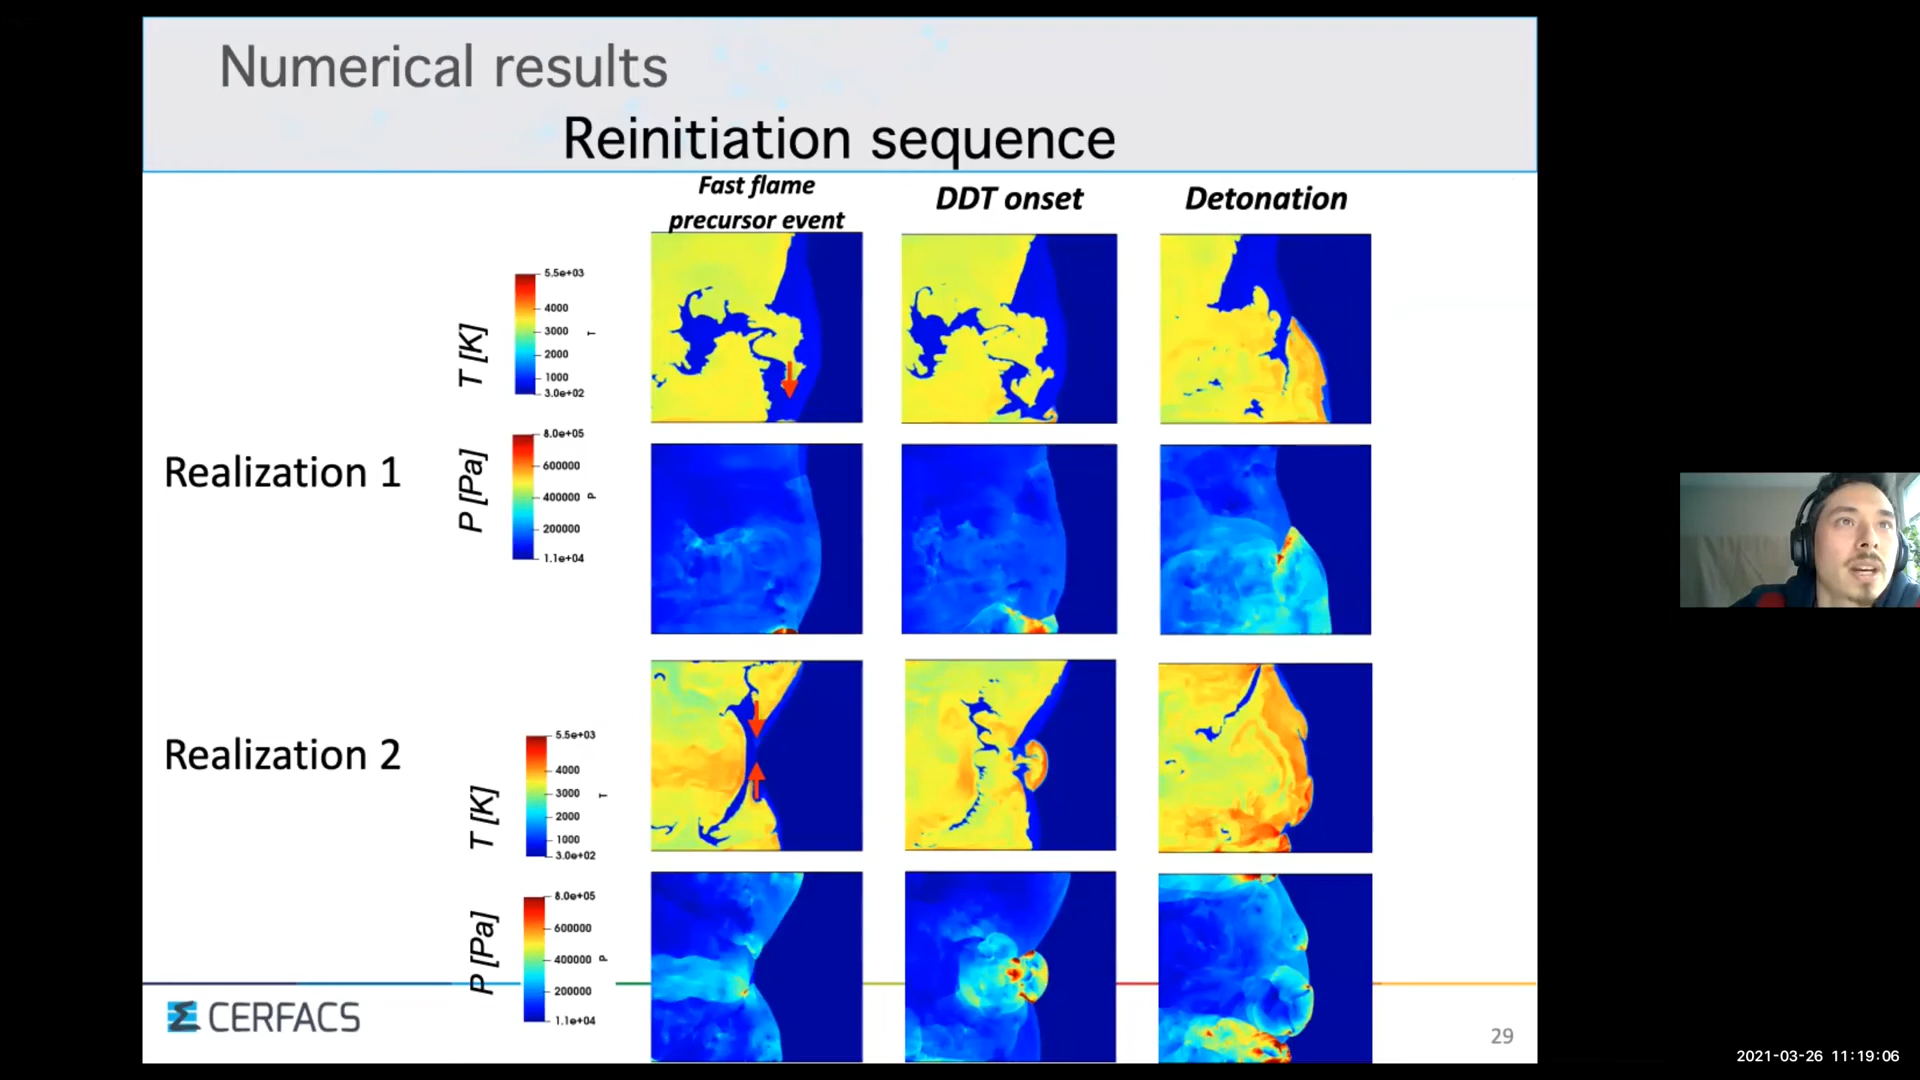 Numerical results
Reinitiation sequence
Fast flame
precursor event
DDT onset
Detonation
T [K]
5.5e+03
4000
3000
2000
1000
3.0e+02
T
Realization 1
P [Pa]
8.0e+05
600000
400000
200000
1.1e+04
P
Realization 2
T [K]
5.5e+03
4000
3000
2000
1000
3.0e+02
T
P [Pa]
8.0e+05
600000
400000
200000
1.1e+04
P
CERFACS
29
2021-03-26 11:19:06